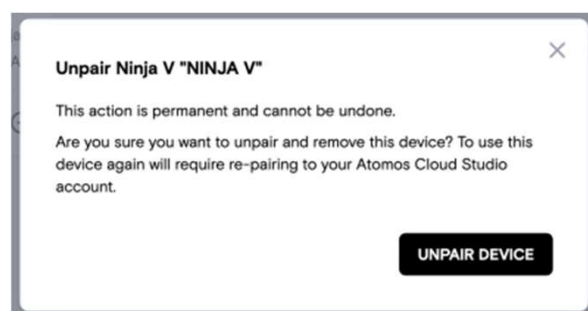 Unpair Ninja V "NINJA V"
This action is permanent and cannot be undone.
Are you sure you want to unpair and remove this device? To use this
device again will require re-pairing to your Atomos Cloud Studio
account.
UNPAIR DEVICE